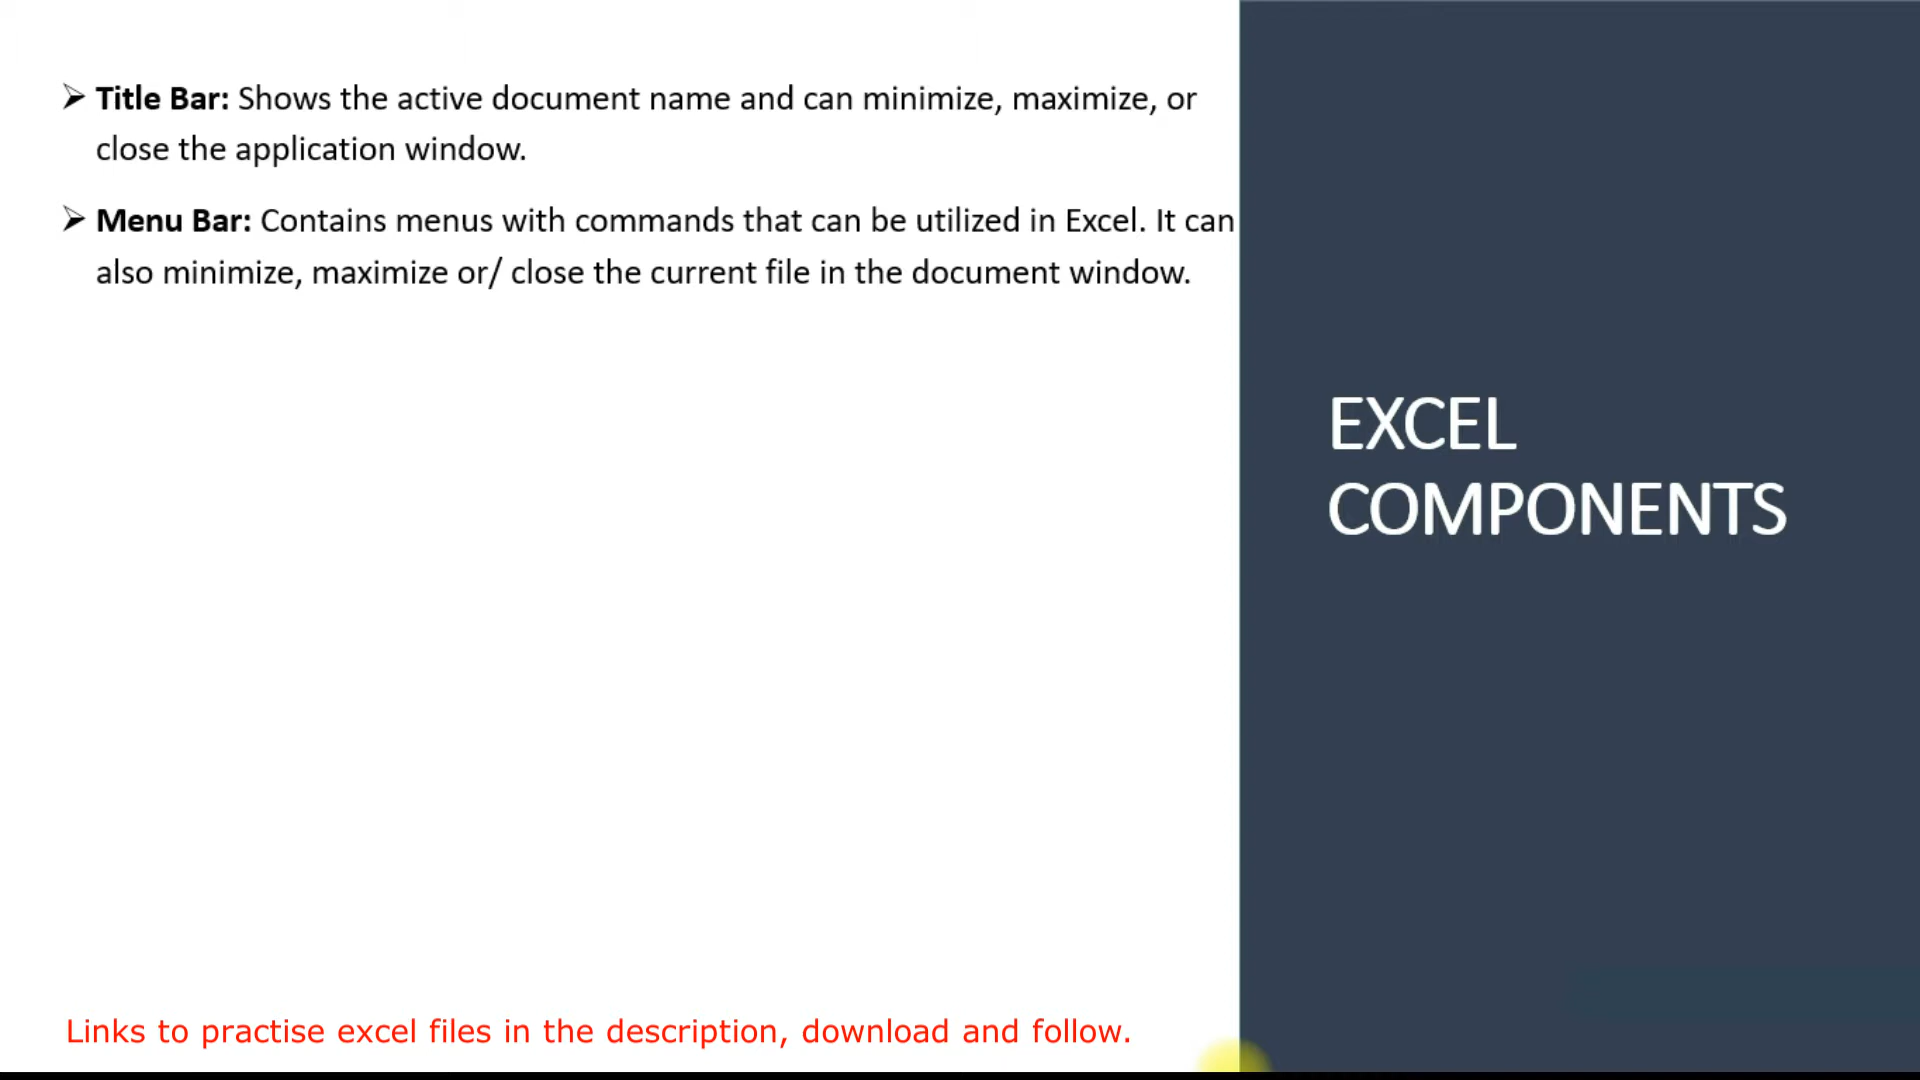 ➢ Title Bar: Shows the active document name and can minimize, maximize, or
close the application window.
➢ Menu Bar: Contains menus with commands that can be utilized in Excel. It can
also minimize, maximize or/ close the current file in the document window.
EXCEL
COMPONENTS
Links to practise excel files in the description, download and follow.